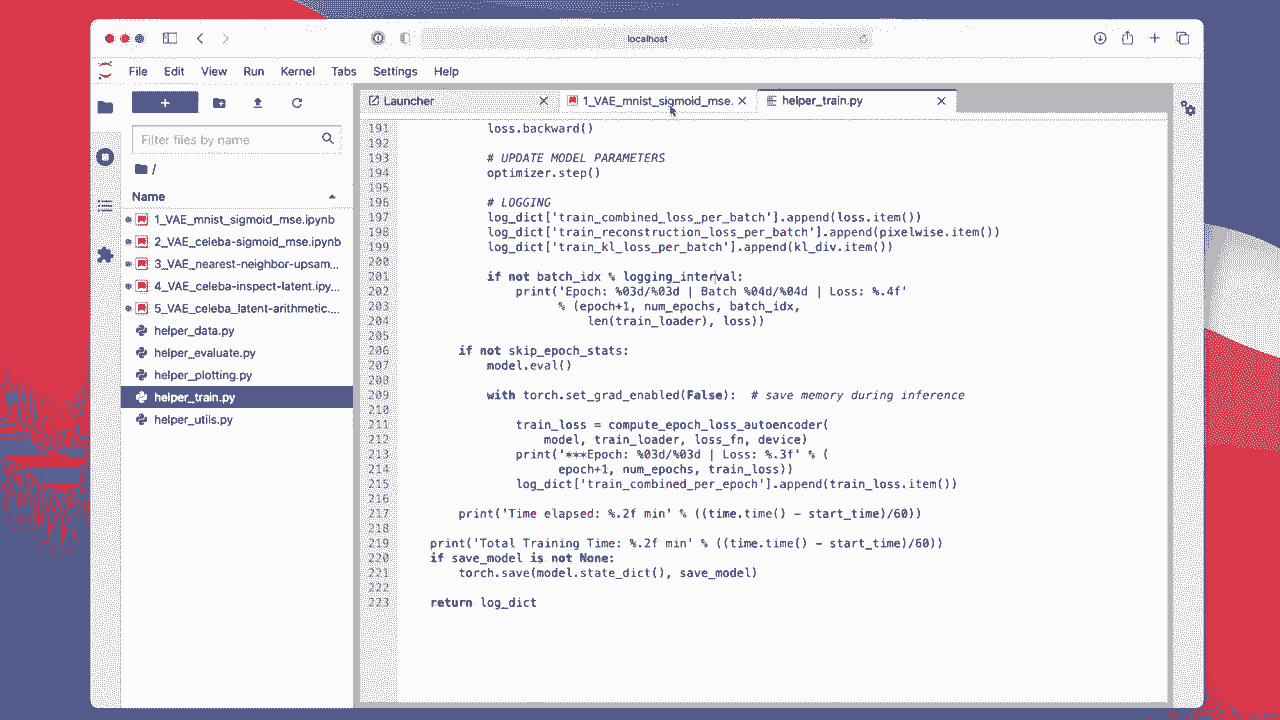 localhost
File Edit View Run Kernel Tabs Settings Help
Launcher
1_VAE_mnist_sigmoid_mse.
helper_train.py
Filter files by name
/
Name
1_VAE_mnist_sigmoid_mse.ipynb
2_VAE_celeba-sigmoid_mse.ipynb
3_VAE_nearest-neighbor-upsam...
4_VAE_celeba-inspect-latent.ipy...
5_VAE_celeba_latent-arithmetic....
helper_data.py
helper_evaluate.py
helper_plotting.py
helper_train.py
helper_utils.py
191 loss.backward()
192
193 # UPDATE MODEL PARAMETERS
194 optimizer.step()
195
196 # LOGGING
197 log_dict['train_combined_loss_per_batch'].append(loss.item())
198 log_dict['train_reconstruction_loss_per_batch'].append(pixelwise.item())
199 log_dict['train_kl_loss_per_batch'].append(kl_div.item())
200
201 if not batch_idx % logging_interval:
202 print('Epoch: %03d/%03d | Batch %04d/%04d | Loss: %.4f'
203 % (epoch+1, num_epochs, batch_idx,
204 len(train_loader), loss))
205
206 if not skip_epoch_stats:
207 model.eval()
208
209 with torch.set_grad_enabled(False):  # save memory during inference
210
211 train_loss = compute_epoch_loss_autoencoder(
212 model, train_loader, loss_fn, device)
213 print('***Epoch: %03d/%03d | Loss: %.3f' % (
214 epoch+1, num_epochs, train_loss))
215 log_dict['train_combined_per_epoch'].append(train_loss.item())
216
217 print('Time elapsed: %.2f min' % ((time.time() - start_time)/60))
218
219 print('Total Training Time: %.2f min' % ((time.time() - start_time)/60))
220 if save_model is not None:
221 torch.save(model.state_dict(), save_model)
222
223 return log_dict